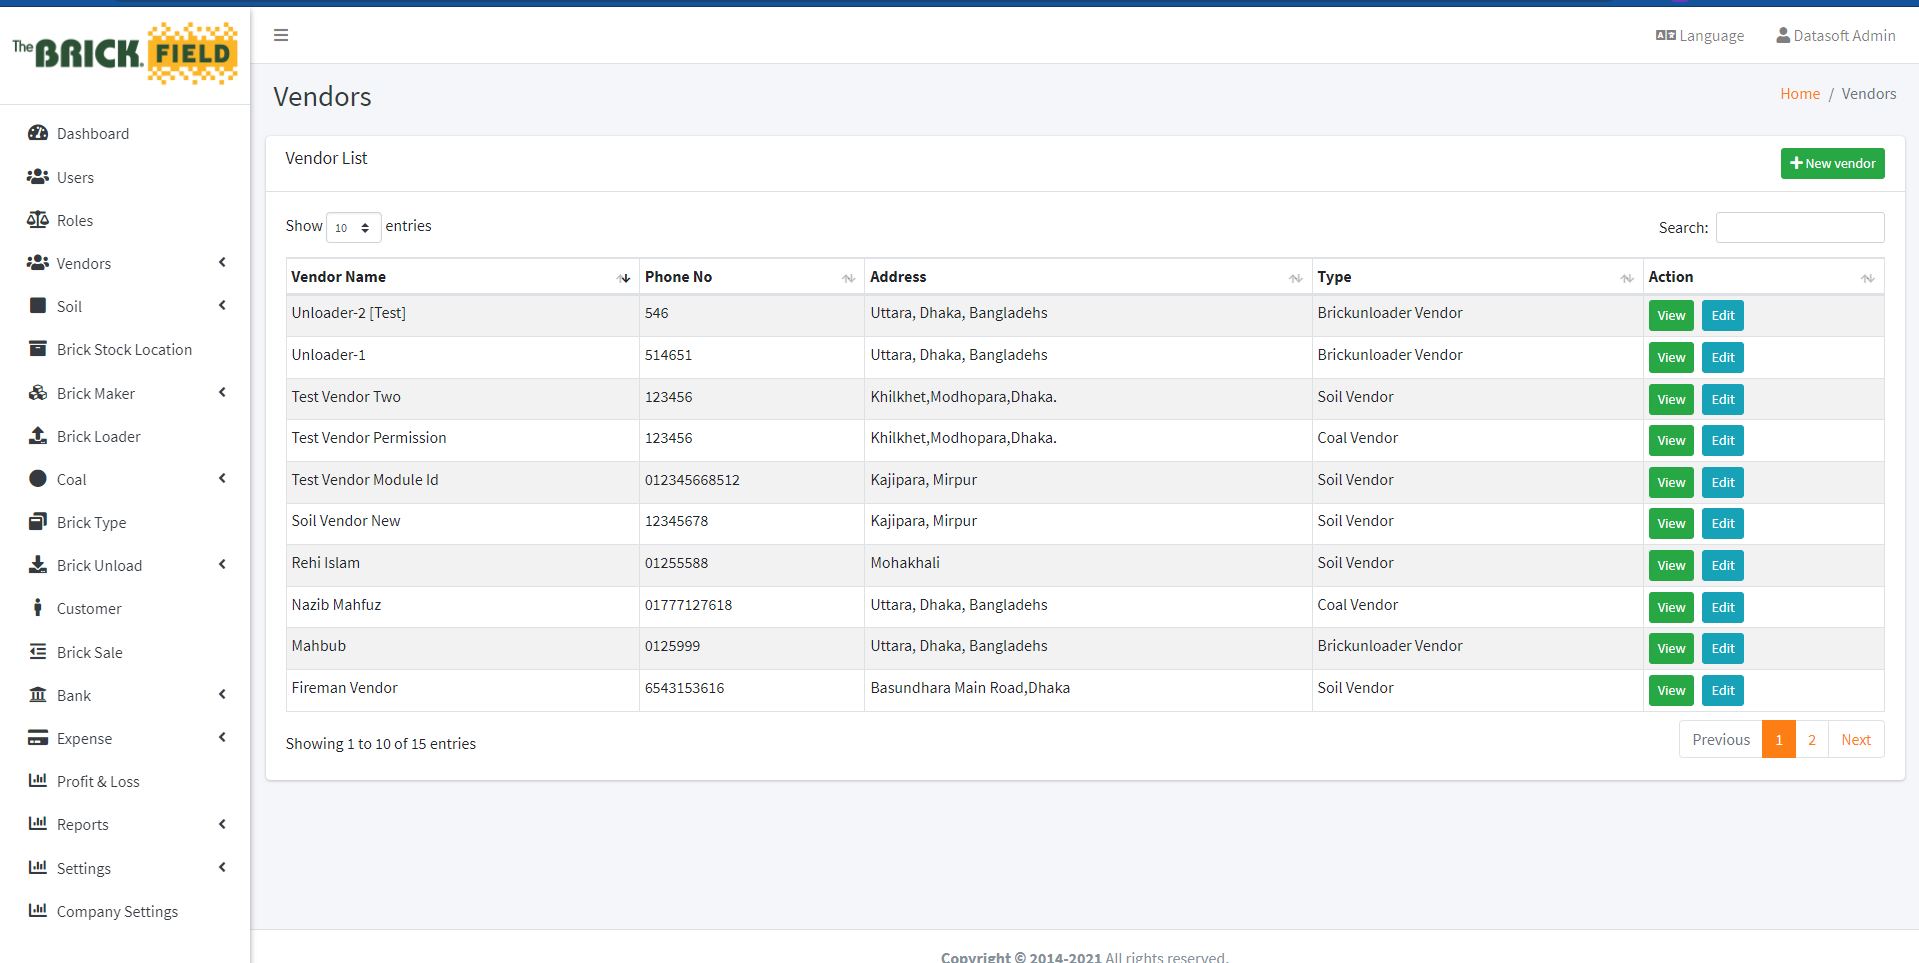 The BRICK. FIELD
Language
Datasoft Admin
Dashboard
Users
Roles
Vendors
Soil
Brick Stock Location
Brick Maker
Brick Loader
Coal
Brick Type
Brick Unload
Customer
Brick Sale
Bank
Expense
Profit & Loss
Reports
Settings
Company Settings
Vendors
Home / Vendors
Vendor List
New vendor
Show 10 entries
Search:
Vendor Name Phone No Address Type Action
Unloader-2 [Test] 546 Uttara, Dhaka, Bangladehs Brickunloader Vendor View Edit
Unloader-1 514651 Uttara, Dhaka, Bangladehs Brickunloader Vendor View Edit
Test Vendor Two 123456 Khilkhet,Modhopara,Dhaka. Soil Vendor View Edit
Test Vendor Permission 123456 Khilkhet,Modhopara,Dhaka. Coal Vendor View Edit
Test Vendor Module Id 012345668512 Kajipara, Mirpur Soil Vendor View Edit
Soil Vendor New 12345678 Kajipara, Mirpur Soil Vendor View Edit
Rehi Islam 01255588 Mohakhali Soil Vendor View Edit
Nazib Mahfuz 01777127618 Uttara, Dhaka, Bangladehs Coal Vendor View Edit
Mahbub 0125999 Uttara, Dhaka, Bangladehs Brickunloader Vendor View Edit
Fireman Vendor 6543153616 Basundhara Main Road,Dhaka Soil Vendor View Edit
Showing 1 to 10 of 15 entries
Previous 1 2 Next
Copyright © 2014-2021 All rights reserved.